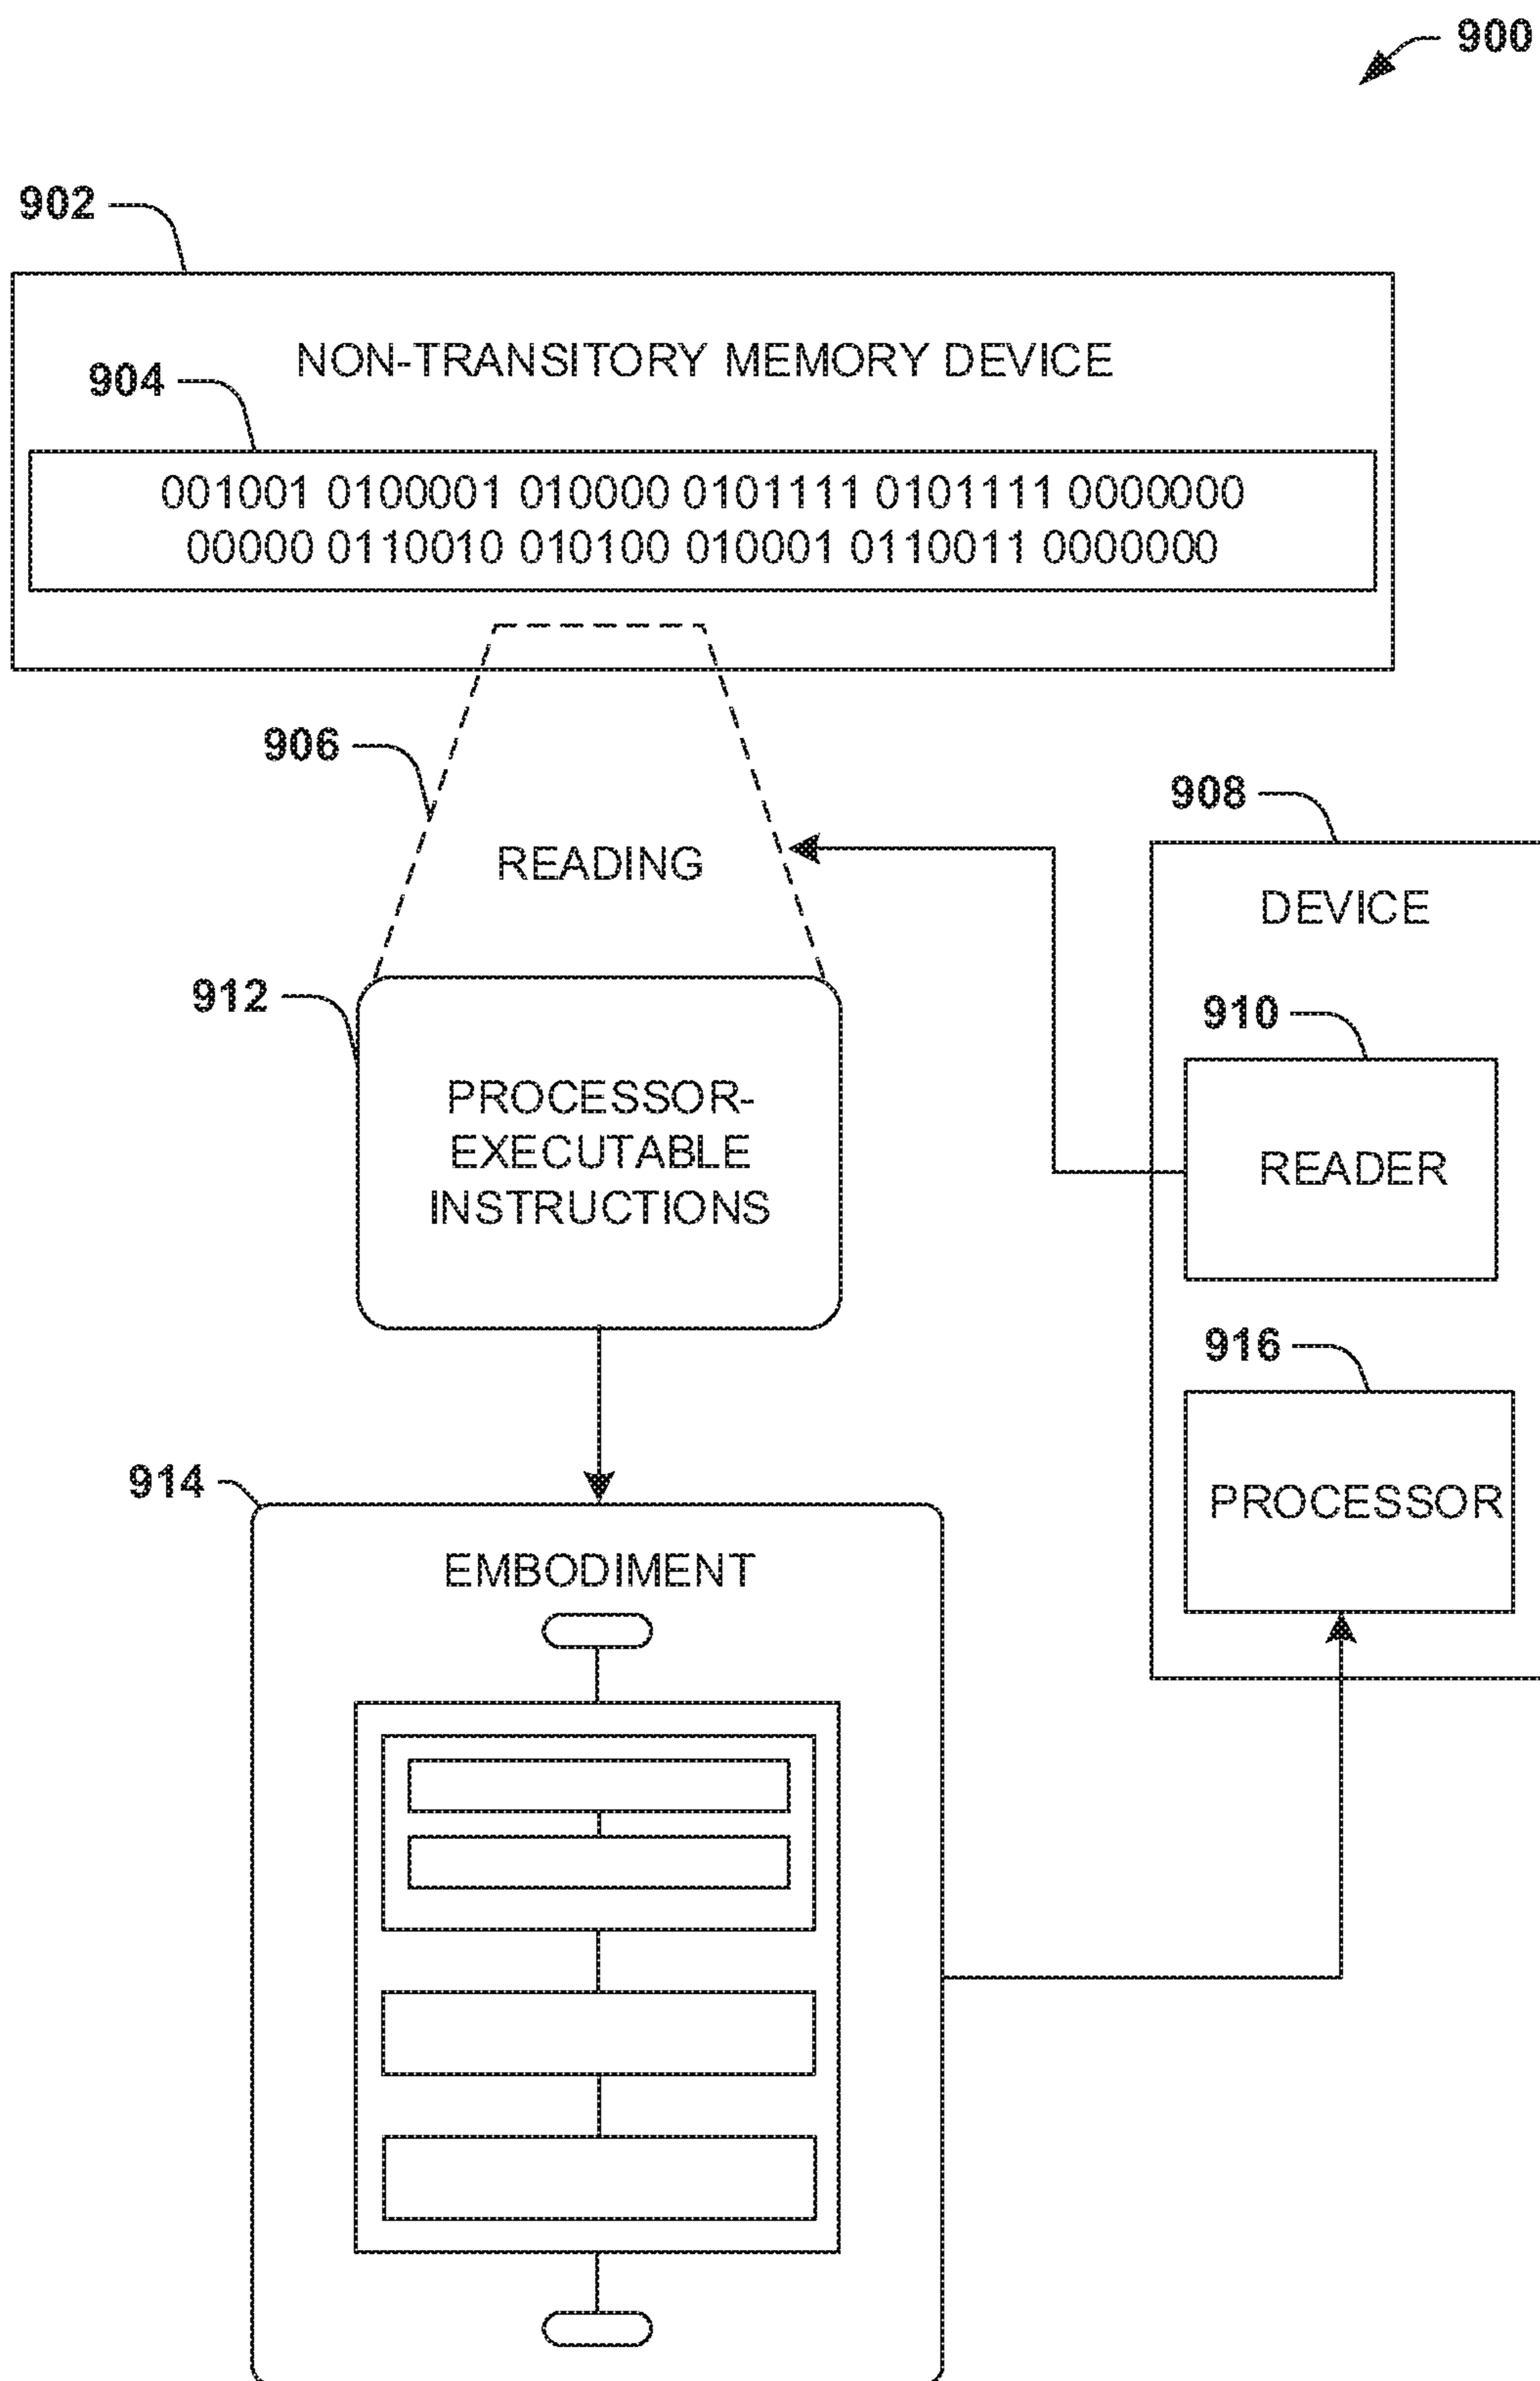 900
902
NON-TRANSITORY MEMORY DEVICE
904
001001 0100001 010000 0101111 0101111 0000000
00000 0110010 010100 010001 0110011 0000000
906
READING
908
DEVICE
910
READER
912
PROCESSOR-
EXECUTABLE
INSTRUCTIONS
916
PROCESSOR
914
EMBODIMENT